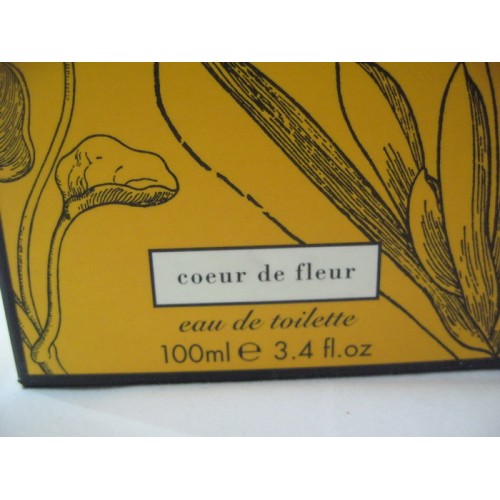 coeur de fleur
eau de toilette
100ml e 3.4 fl.oz